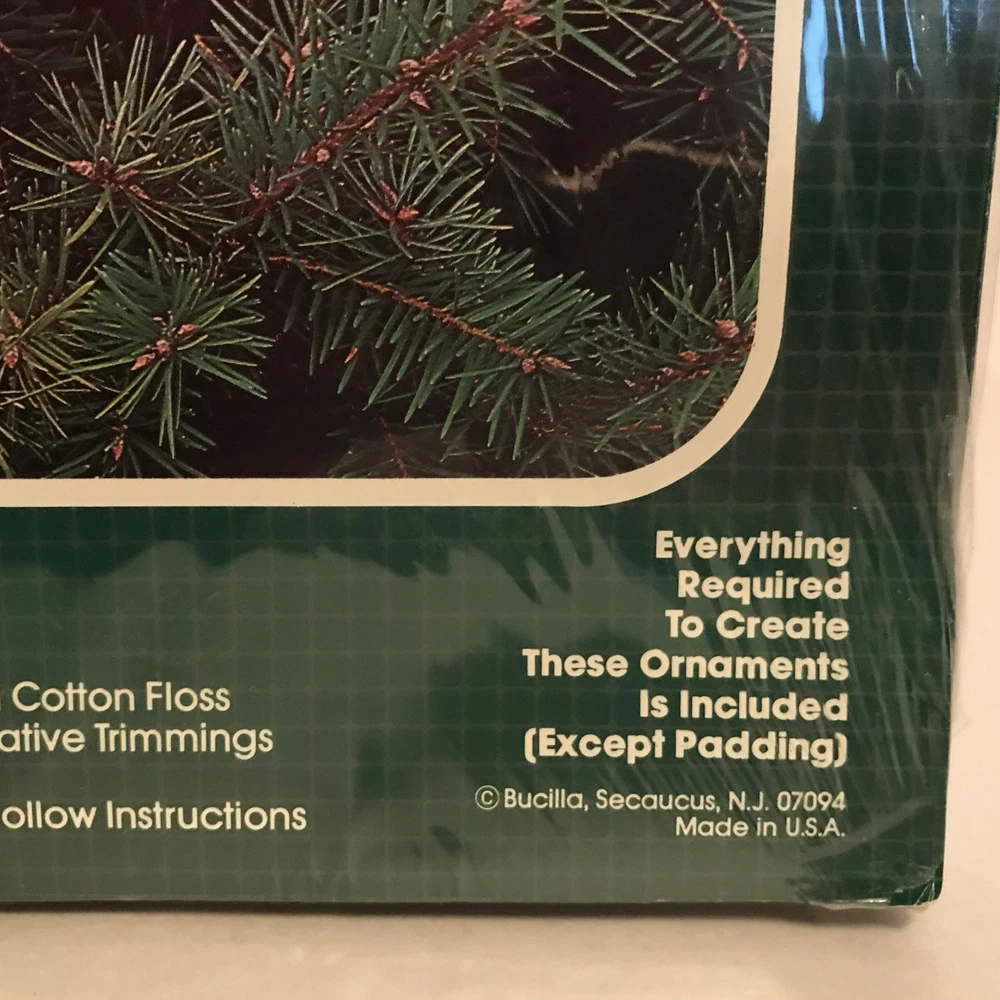 Everything
Required
To Create
These Ornaments
Is Included
(Except Padding)
Cotton Floss
ative Trimmings
ollow Instructions
© Bucilla, Secaucus, N.J. 07094
Made in U.S.A.